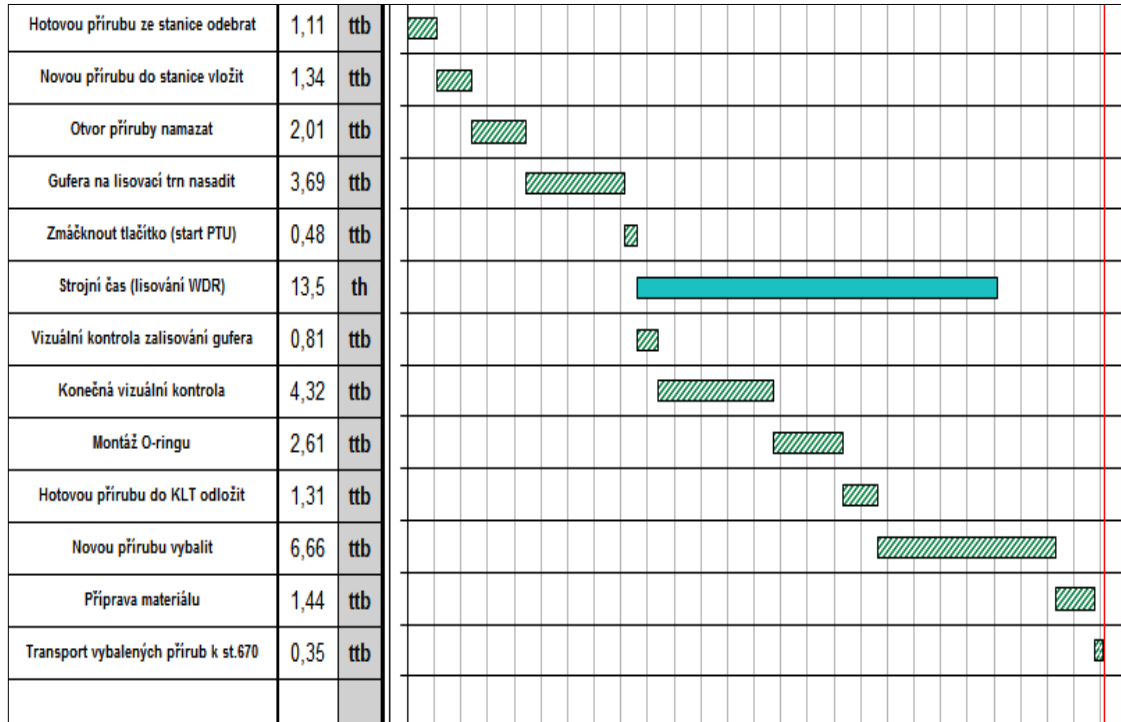 Hotovou přírubu ze stanice odebrat 1,11 ttb
Novou přírubu do stanice vložit 1,34 ttb
Otvor příruby namazat 2,01 ttb
Gufera na lisovací trn nasadit 3,69 ttb
Zmáčknout tlačítko (start PTU) 0,48 ttb
Strojní čas (lisování WDR) 13,5 th
Vizuální kontrola zalisování gufera 0,81 ttb
Konečná vizuální kontrola 4,32 ttb
Montáž O-ringu 2,61 ttb
Hotovou přírubu do KLT odložit 1,31 ttb
Novou přírubu vybalit 6,66 ttb
Příprava materiálu 1,44 ttb
Transport vybalených přírub k st.670 0,35 ttb